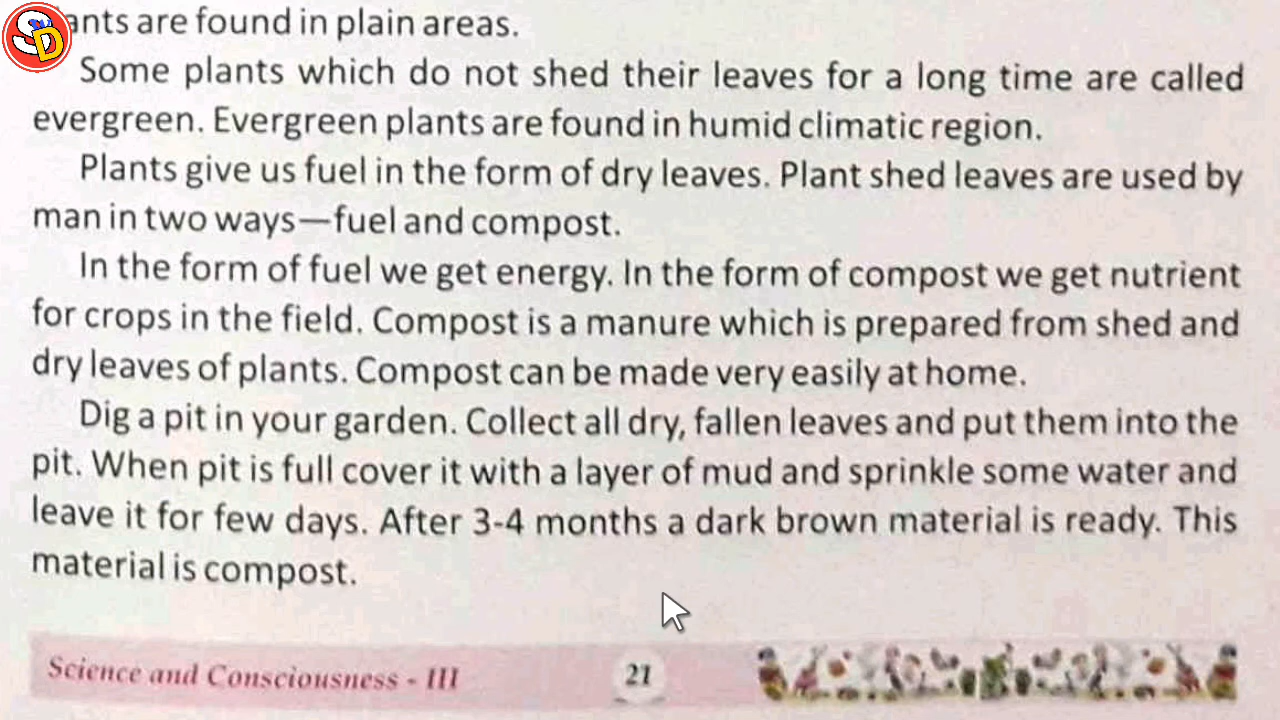 ants are found in plain areas.
Some plants which do not shed their leaves for a long time are called
evergreen. Evergreen plants are found in humid climatic region.
Plants give us fuel in the form of dry leaves. Plant shed leaves are used by
man in two ways—fuel and compost.
In the form of fuel we get energy. In the form of compost we get nutrient
for crops in the field. Compost is a manure which is prepared from shed and
dry leaves of plants. Compost can be made very easily at home.
Dig a pit in your garden. Collect all dry, fallen leaves and put them into the
pit. When pit is full cover it with a layer of mud and sprinkle some water and
leave it for few days. After 3-4 months a dark brown material is ready. This
material is compost.
Science and Consciousness - III
21
SD